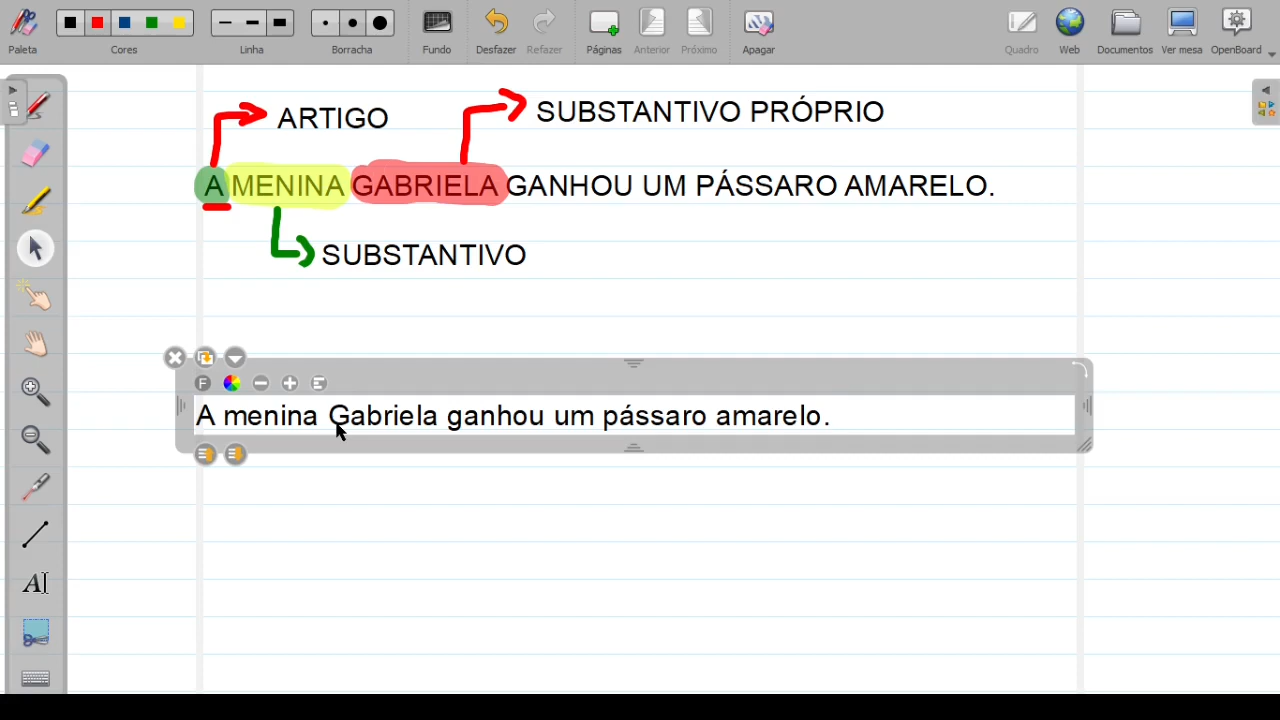 Paleta Cores Linha Borracha Fundo Desfazer Refazer Páginas Anterior Próximo Apagar Quadro Web Documentos Ver mesa OpenBoard
ARTIGO
SUBSTANTIVO PRÓPRIO
A MENINA GABRIELA GANHOU UM PÁSSARO AMARELO.
SUBSTANTIVO
F
A menina Gabriela ganhou um pássaro amarelo.
AI